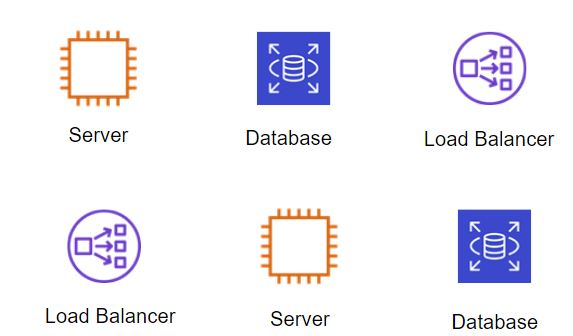 Server
Database
Load Balancer
Load Balancer
Server
Database